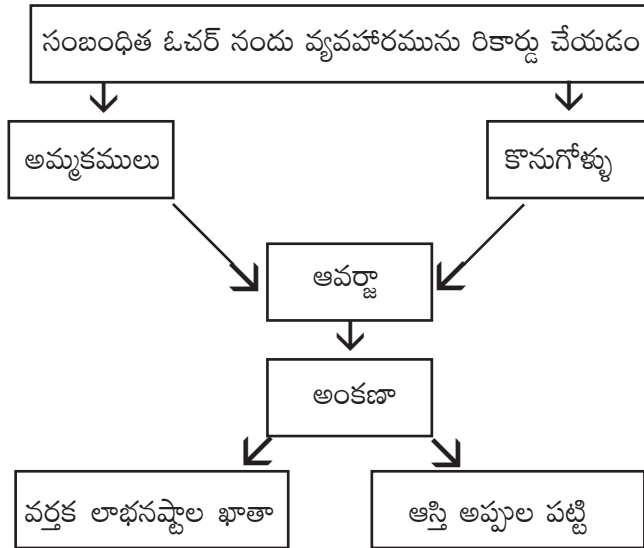 సంబంధిత ఓచర్ నందు వ్యవహారమును రికార్డు చేయడం
అమ్మకములు
కొనుగోళ్ళు
ఆవర్జా
అంకణా
వర్తక లాభనష్టాల ఖాతా
ఆస్తి అప్పుల పట్టి